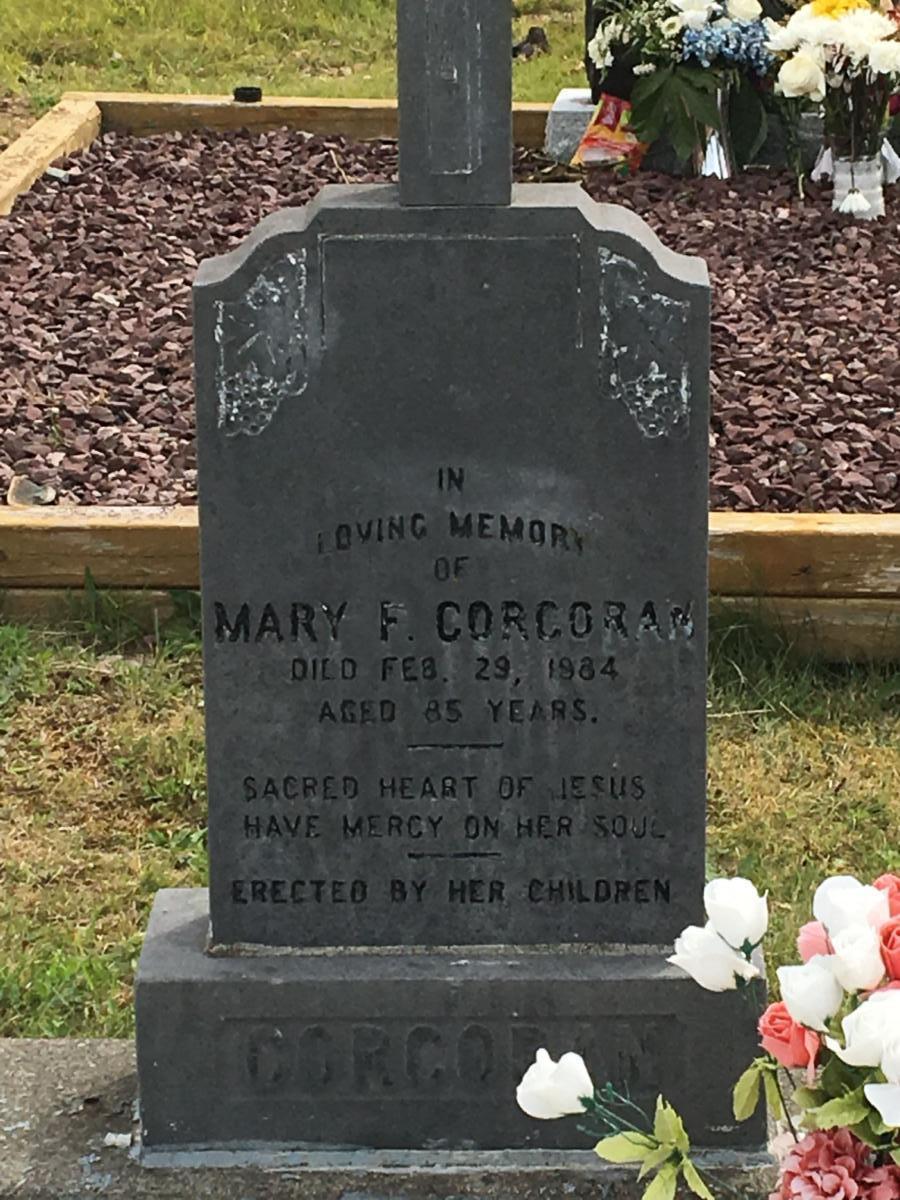 IN
LOVING MEMORY
OF
MARY F. CORCORAN
DIED FEB. 29, 1984
AGED 85 YEARS.
SACRED HEART OF JESUS
HAVE MERCY ON HER SOUL
ERECTED BY HER CHILDREN
CORCORAN